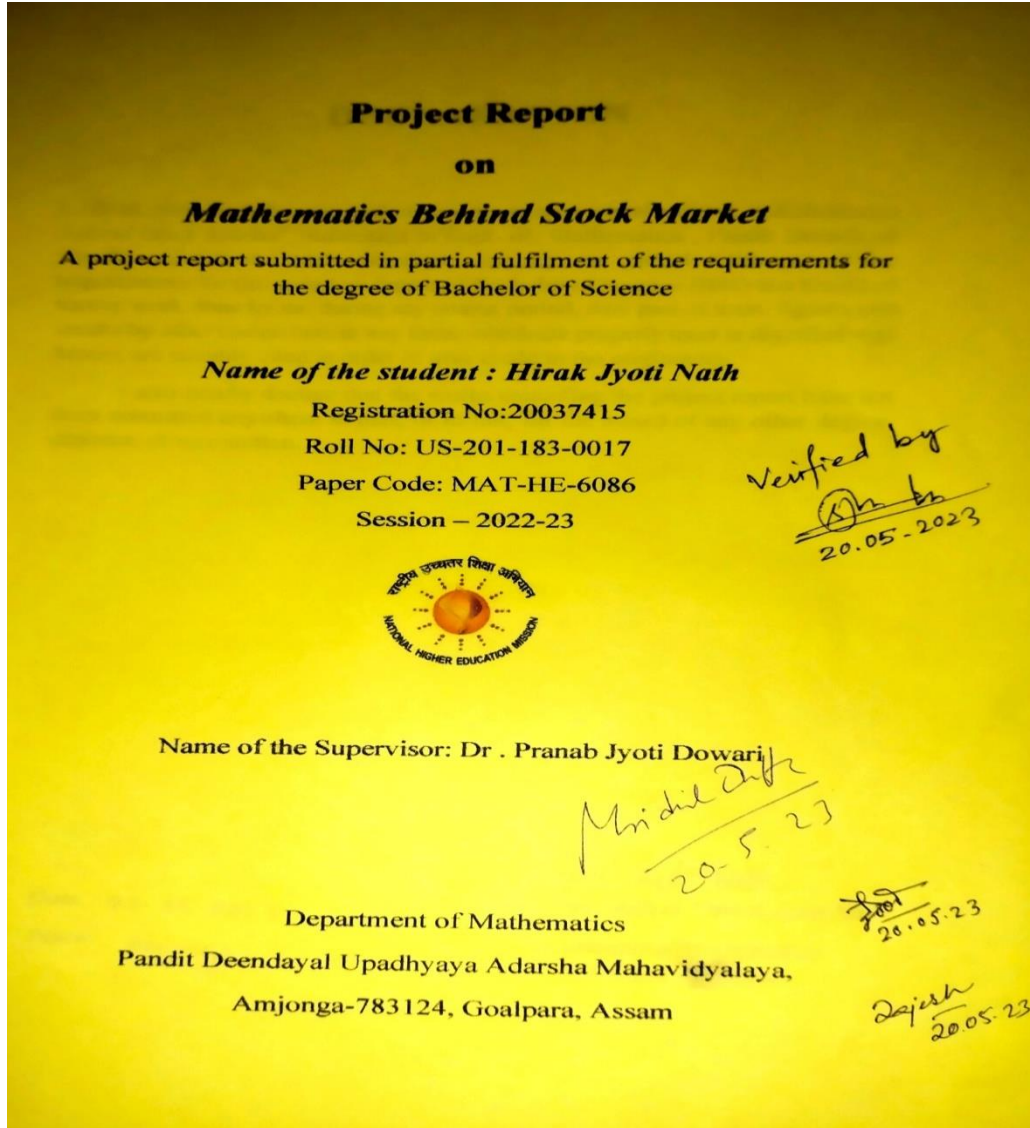 Project Report
on
Mathematics Behind Stock Market
A project report submitted in partial fulfilment of the requirements for
the degree of Bachelor of Science
Name of the student : Hirak Jyoti Nath
Registration No:20037415
Roll No: US-201-183-0017
Paper Code: MAT-HE-6086
Session – 2022-23
Verified by
20.05-2023
राष्ट्रीय उच्चतर शिक्षा अभियान
NATIONAL HIGHER EDUCATION MISSION
Name of the Supervisor: Dr . Pranab Jyoti Dowari
20-5.23
Department of Mathematics
20.05.23
Pandit Deendayal Upadhyaya Adarsha Mahavidyalaya,
Amjonga-783124, Goalpara, Assam
Rajesh
20.05.23